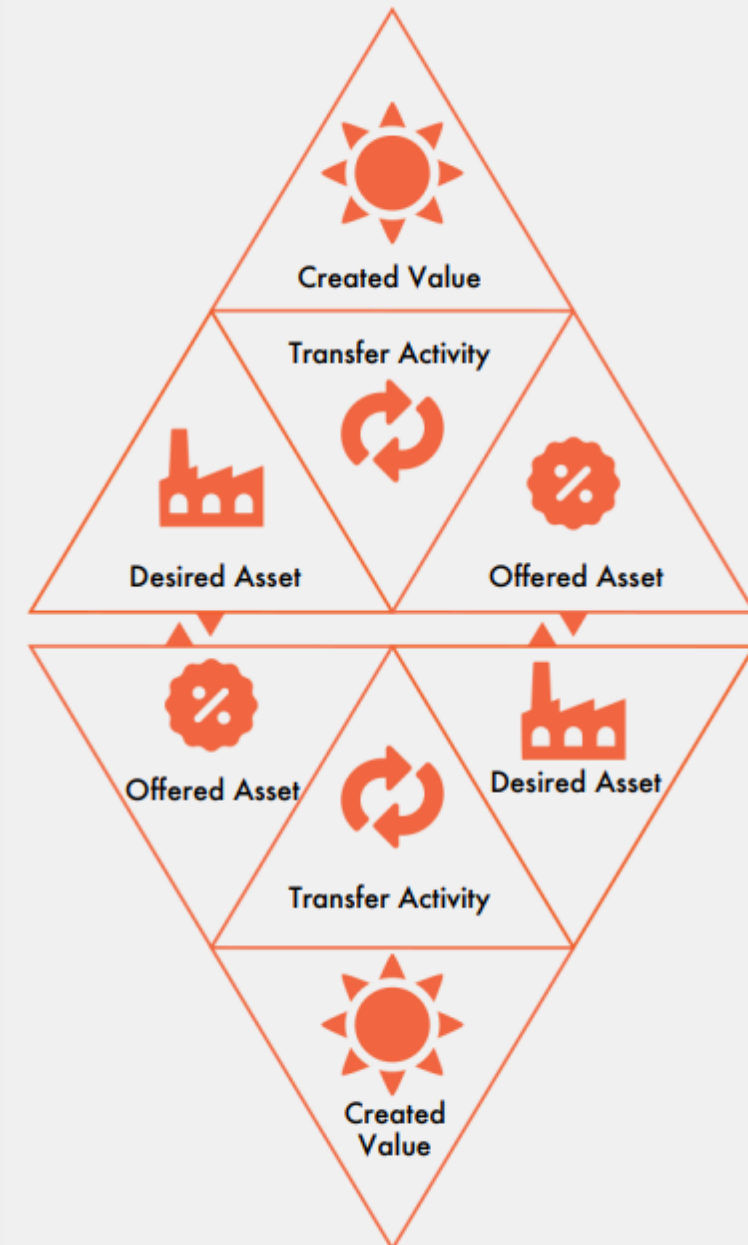 Created Value
Transfer Activity
Desired Asset
Offered Asset
Offered Asset
Desired Asset
Transfer Activity
Created
Value